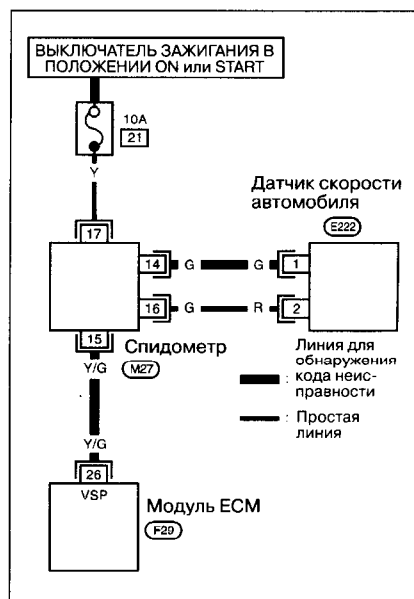 ВЫКЛЮЧАТЕЛЬ ЗАЖИГАНИЯ В
ПОЛОЖЕНИИ ON или START
10A
21
Y
17
Датчик скорости
автомобиля
E222
14 G G 1
16 G R 2
15
Спидометр
M27
Y/G
Линия для
обнаружения
: кода неис-
правности
: Простая
линия
Y/G
26
VSP
Модуль ECM
F29